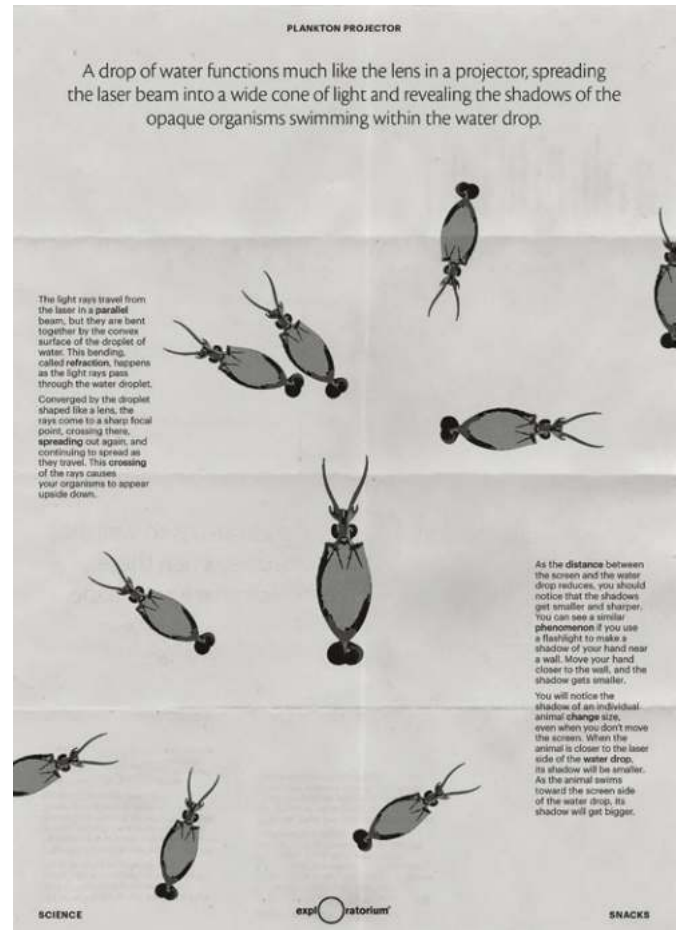 PLANKTON PROJECTOR
A drop of water functions much like the lens in a projector, spreading
the laser beam into a wide cone of light and revealing the shadows of the
opaque organisms swimming within the water drop.
The light rays travel from
the laser in a parallel
beam, but they are bent
together by the convex
surface of the droplet of
water. This bending,
called refraction, happens
as the light rays pass
through the water droplet.
Converged by the droplet
shaped like a lens, the
rays come to a sharp focal
point, crossing there,
spreading out again, and
continuing to spread as
they travel. This crossing
of the rays causes
your organisms to appear
upside down.
As the distance between
the screen and the water
drop reduces, you should
notice that the shadows
get smaller and sharper.
You can see a similar
phenomenon if you use
a flashlight to make a
shadow of your hand near
a wall. Move your hand
closer to the wall, and the
shadow gets smaller.
You will notice the
shadow of an individual
animal change size,
even when you don't move
the screen. When the
animal is closer to the laser
side of the water drop,
its shadow will be smaller.
As the animal swims
toward the screen side
of the water drop, its
shadow will get bigger.
SCIENCE
expl○ratorium®
SNACKS